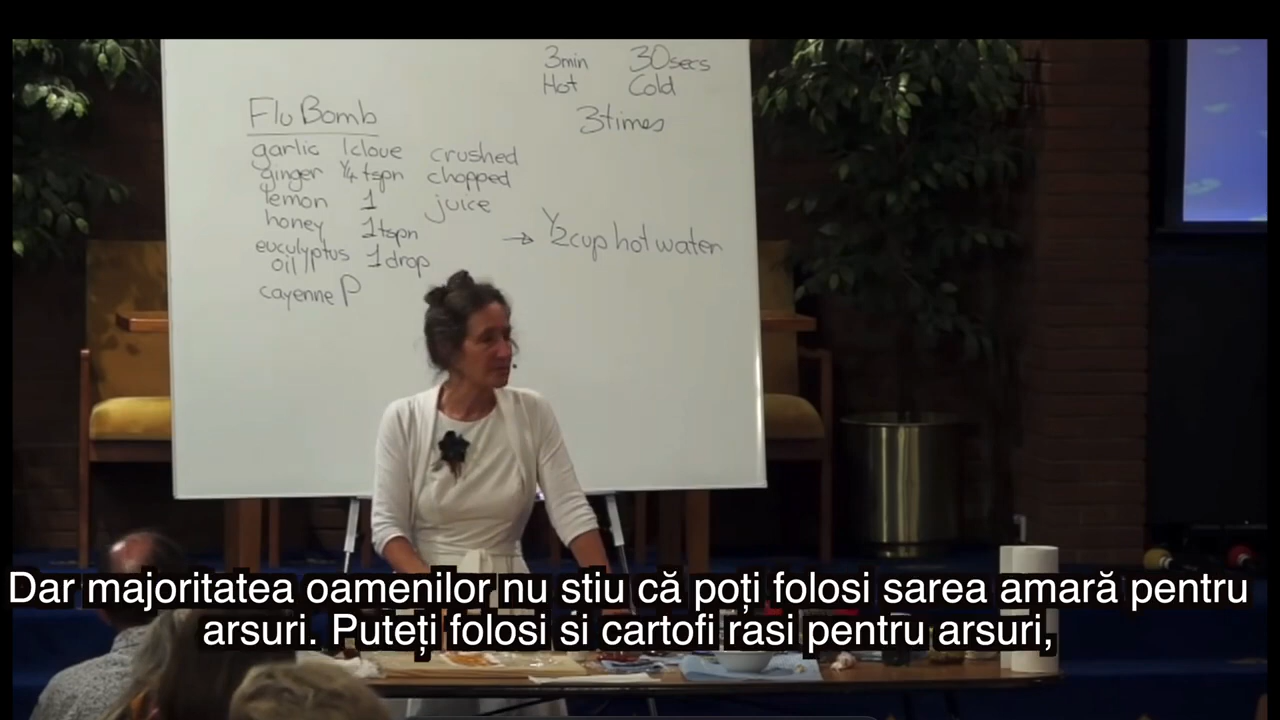 3min 30secs
Hot Cold
3times
Flu Bomb
garlic 1clove crushed
ginger 1/4 tspn chopped
lemon 1 juice
honey 1tspn
euculyptus 1drop
oil
cayenne P
→ 1/2cup hot water
Dar majoritatea oamenilor nu stiu că poți folosi sarea amară pentru
arsuri. Puteți folosi si cartofi rasi pentru arsuri,